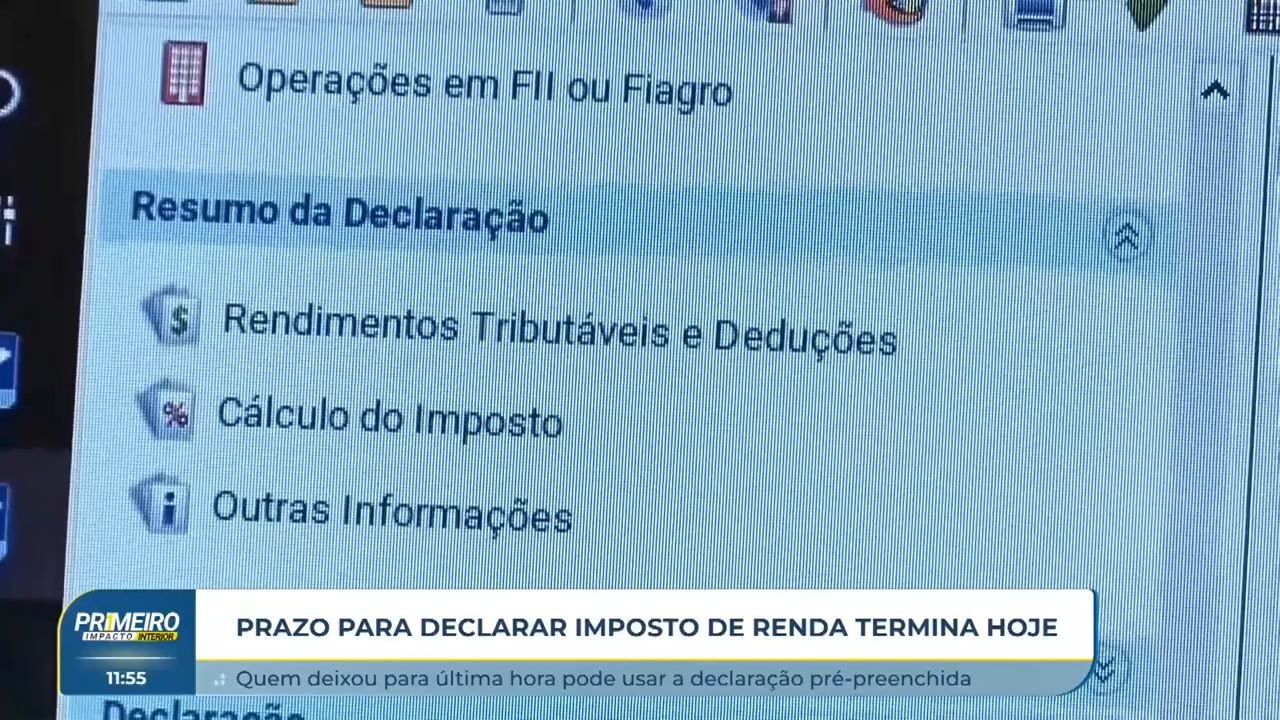 Operações em FII ou Fiagro
Resumo da Declaração
Rendimentos Tributáveis e Deduções
Cálculo do Imposto
Outras Informações
PR1MEIRO
IMPACTO INTERIOR
PRAZO PARA DECLARAR IMPOSTO DE RENDA TERMINA HOJE
11:55
Quem deixou para última hora pode usar a declaração pré-preenchida
Declaração